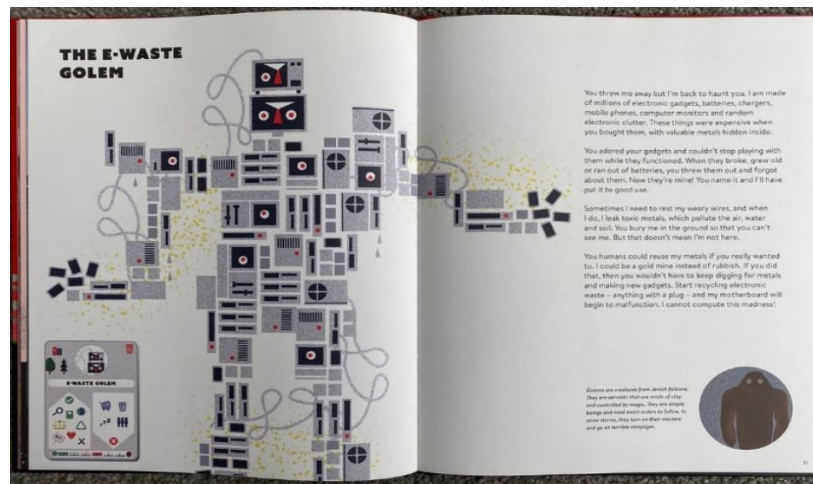 THE E-WASTE
GOLEM
E-WASTE GOLEM
You threw me away but I'm back to haunt you. I am made
of millions of electronic gadgets, batteries, chargers,
mobile phones, computer monitors and random
electronic clutter. These things were expensive when
you bought them, with valuable metals hidden inside.
You adored your gadgets and couldn't stop playing with
them while they functioned. When they broke, grew old
or ran out of batteries, you threw them out and forgot
about them. Now they're mine! You name it and I'll have
put it to good use.
Sometimes I need to rest my weary wires, and when
I do, I leak toxic metals, which pollute the air, water
and soil. You bury me in the ground so that you can't
see me. But that doesn't mean I'm not here.
You humans could reuse my metals if you really wanted
to. I could be a gold mine instead of rubbish. If you did
that, then you wouldn't have to keep digging for metals
and making new gadgets. Start recycling electronic
waste – anything with a plug – and my motherboard will
begin to malfunction. I cannot compute this madness!
Golems are creatures from Jewish folklore.
They are servants that are made of clay
and controlled by magic. They are simple
beings and need exact orders to follow. In
some stories, they turn on their masters
and go on terrible rampages.
31